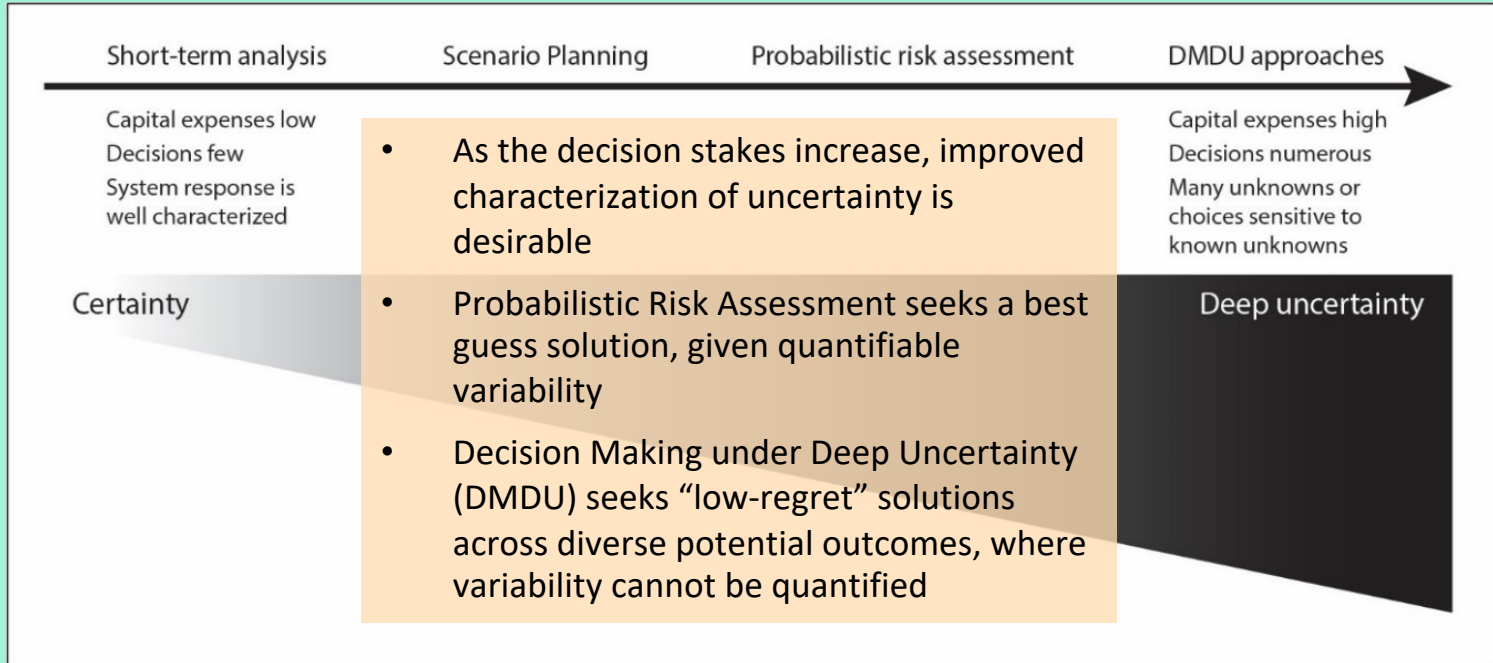 Short-term analysis
Scenario Planning
Probabilistic risk assessment
DMDU approaches
Capital expenses low
Decisions few
System response is
well characterized
• As the decision stakes increase, improved
characterization of uncertainty is
desirable
• Probabilistic Risk Assessment seeks a best
guess solution, given quantifiable
variability
• Decision Making under Deep Uncertainty
(DMDU) seeks “low-regret” solutions
across diverse potential outcomes, where
variability cannot be quantified
Capital expenses high
Decisions numerous
Many unknowns or
choices sensitive to
known unknowns
Certainty
Deep uncertainty